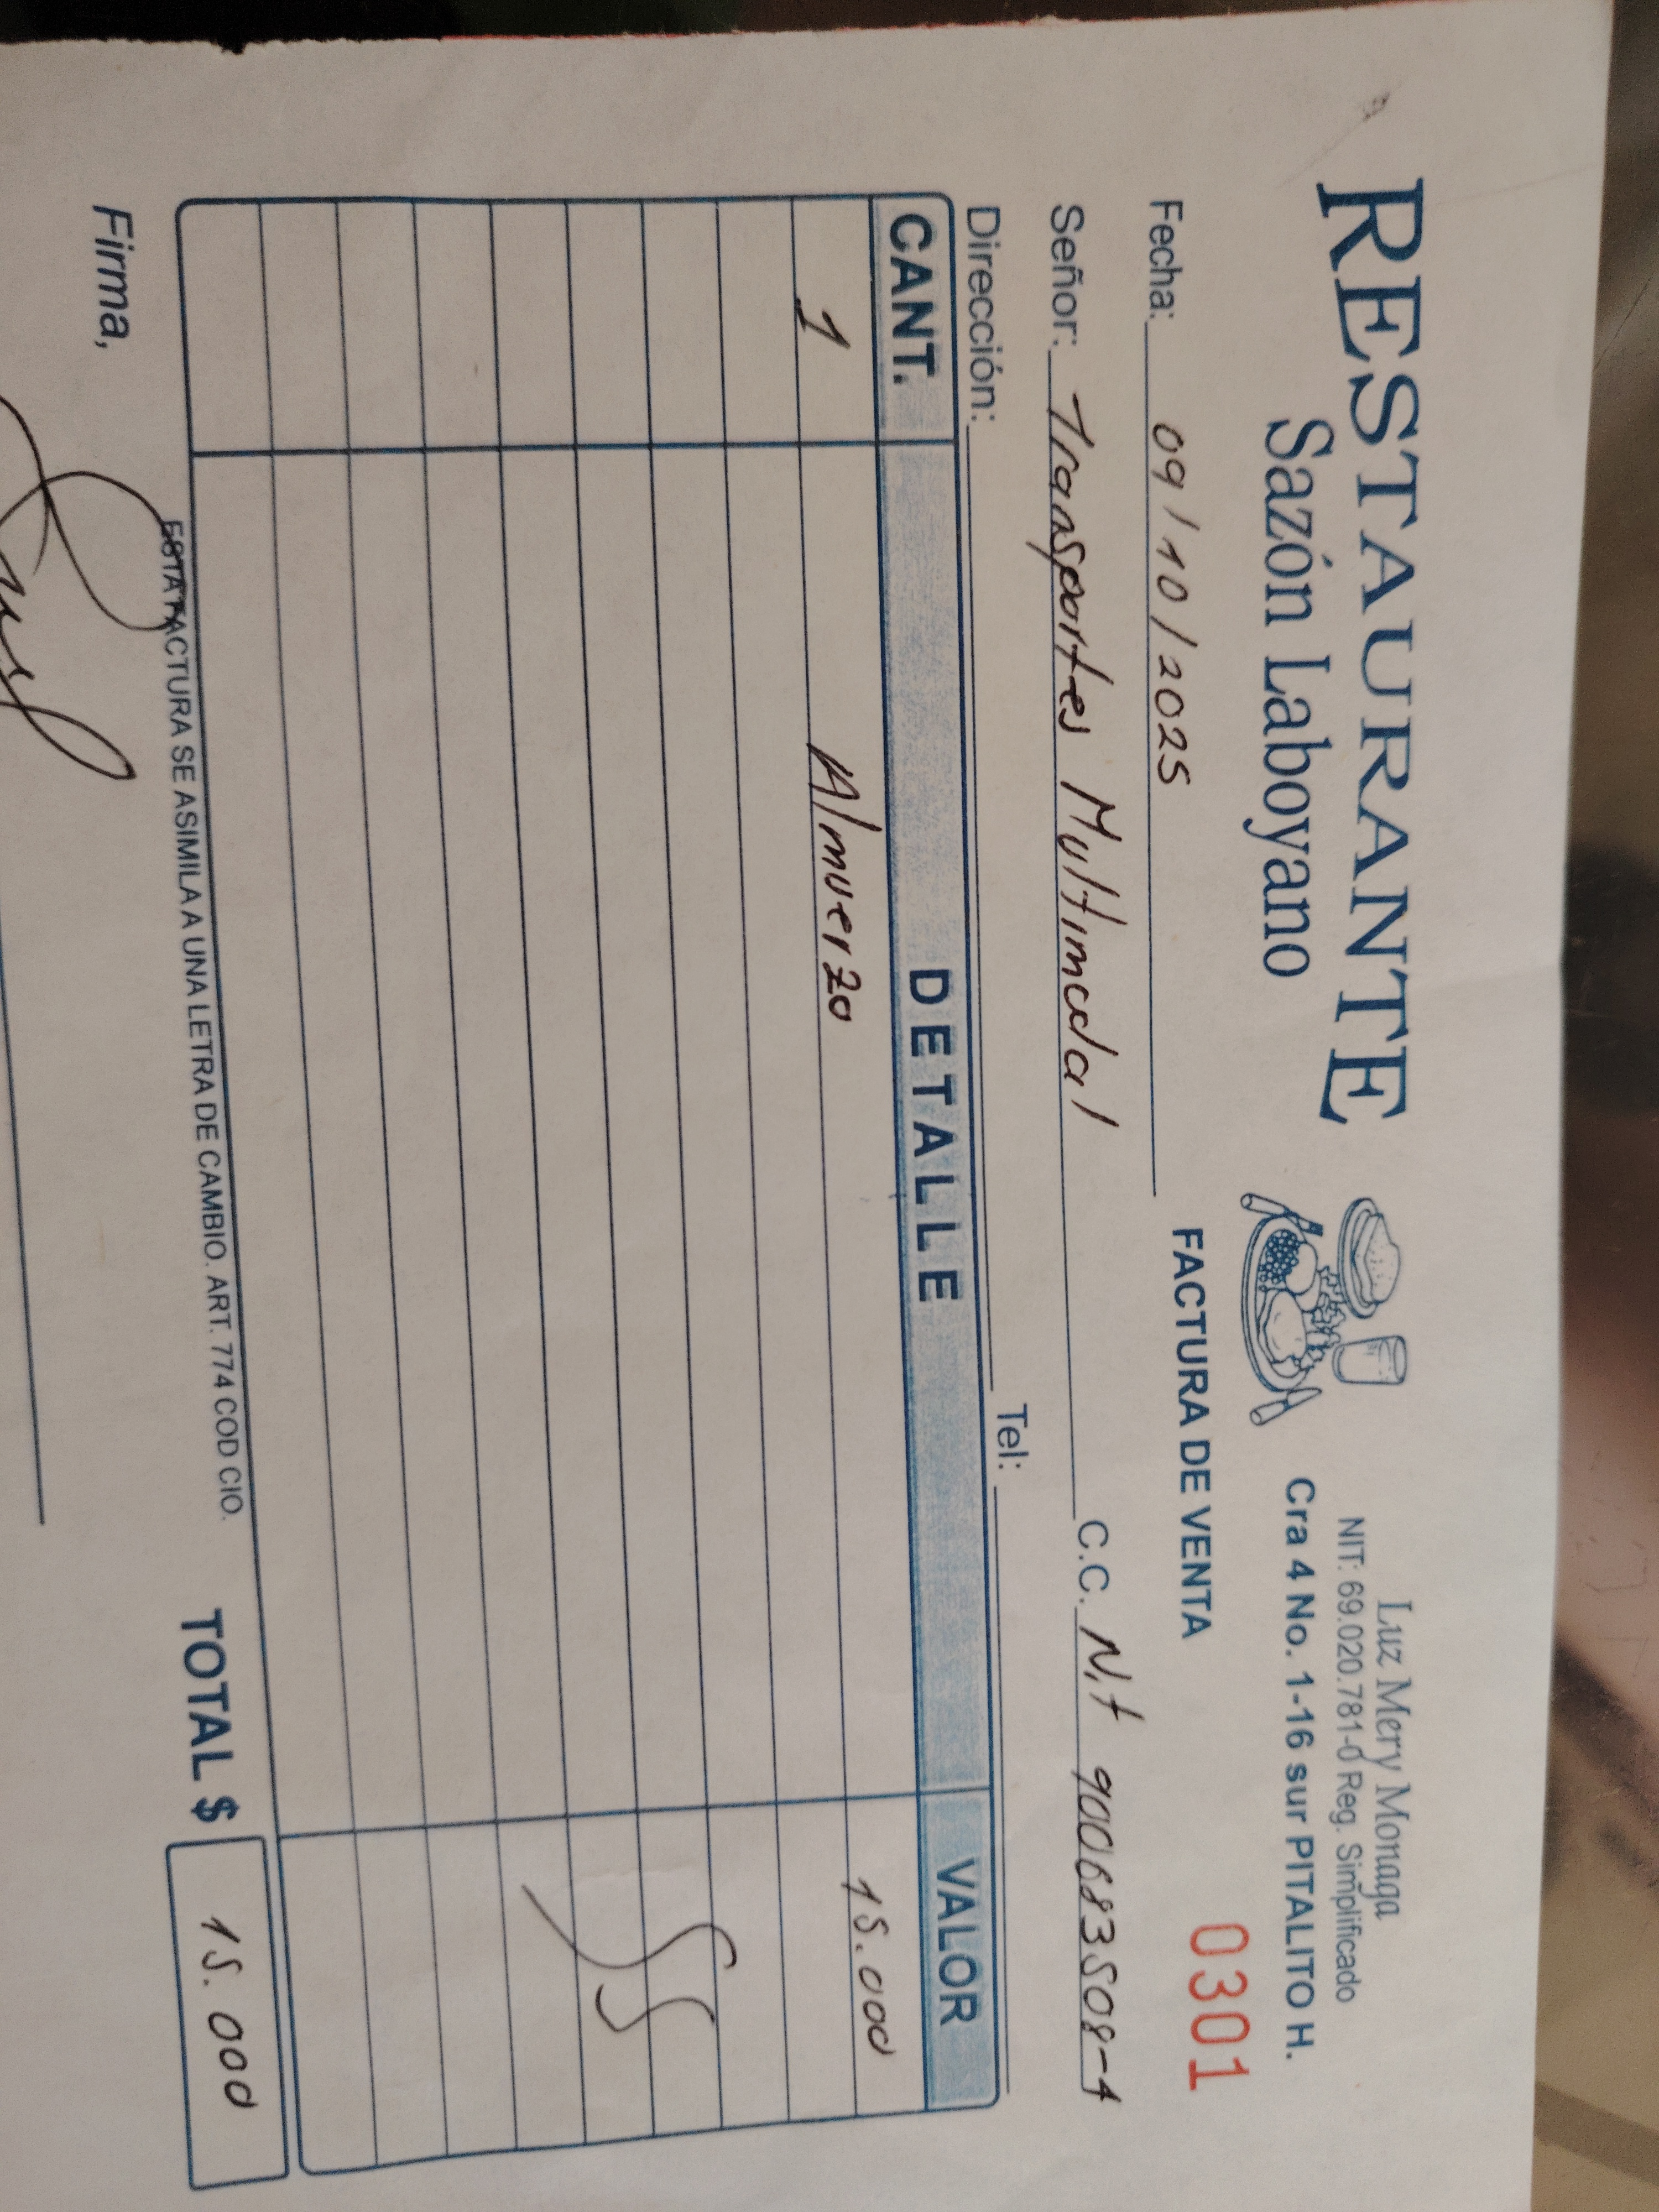 RESTAURANTE
Sazón Laboyano
Luz Mery Monaga
NIT: 69.020.781-0 Reg. Simplificado
Cra 4 No. 1-16 sur PITALITO H.
FACTURA DE VENTA 0301
Fecha: 09/10/2025
Señor: Transportes Multimodal C.C. Nit 900683508-4
Dirección: Tel:
CANT. DETALLE VALOR
1 Almuerzo 15.000
ESTA FACTURA SE ASIMILA A UNA LETRA DE CAMBIO. ART. 774 COD CIO.
TOTAL $ 15.000
Firma,